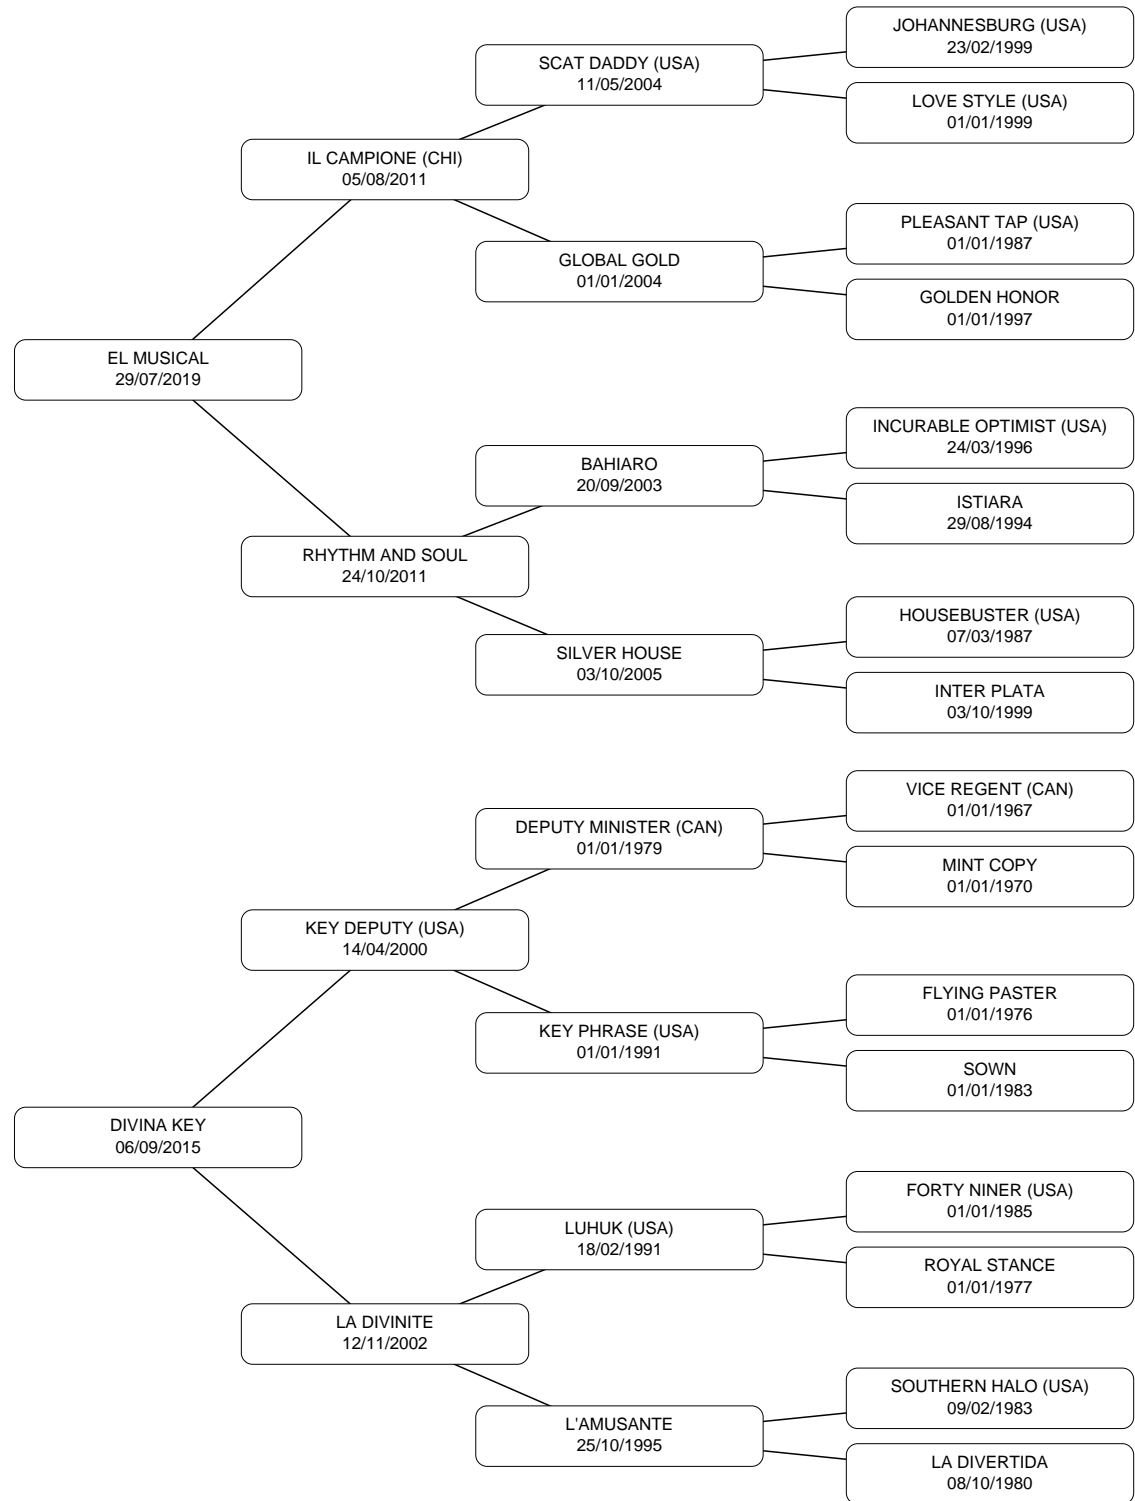 JOHANNESBURG (USA)
23/02/1999
SCAT DADDY (USA)
11/05/2004
LOVE STYLE (USA)
01/01/1999
IL CAMPIONE (CHI)
05/08/2011
PLEASANT TAP (USA)
01/01/1987
GLOBAL GOLD
01/01/2004
GOLDEN HONOR
01/01/1997
EL MUSICAL
29/07/2019
INCURABLE OPTIMIST (USA)
24/03/1996
BAHIARO
20/09/2003
ISTIARA
29/08/1994
RHYTHM AND SOUL
24/10/2011
HOUSEBUSTER (USA)
07/03/1987
SILVER HOUSE
03/10/2005
INTER PLATA
03/10/1999
VICE REGENT (CAN)
01/01/1967
DEPUTY MINISTER (CAN)
01/01/1979
MINT COPY
01/01/1970
KEY DEPUTY (USA)
14/04/2000
FLYING PASTER
01/01/1976
KEY PHRASE (USA)
01/01/1991
SOWN
01/01/1983
DIVINA KEY
06/09/2015
FORTY NINER (USA)
01/01/1985
LUHUK (USA)
18/02/1991
ROYAL STANCE
01/01/1977
LA DIVINITE
12/11/2002
SOUTHERN HALO (USA)
09/02/1983
L'AMUSANTE
25/10/1995
LA DIVERTIDA
08/10/1980